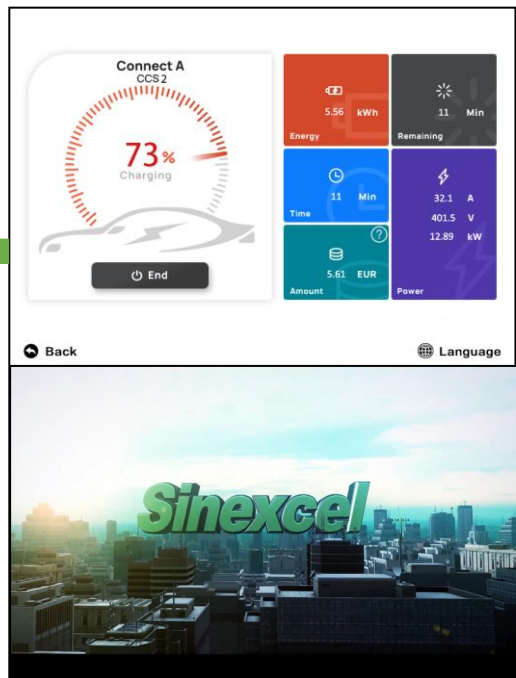 Connect A
CCS 2
73%
Charging
End
5.56 kWh
Energy
11 Min
Remaining
11 Min
Time
32.1 A
401.5 V
12.89 kW
Power
?
5.61 EUR
Amount
Back
Language
Sinexcel